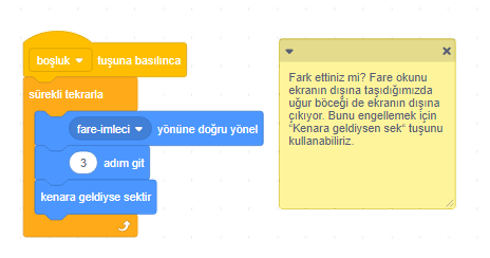 boşluk tuşuna basılınca
sürekli tekrarla
fare-imleci yönüne doğru yönel
3 adım git
kenara geldiyse sektir
Fark ettiniz mi? Fare okunu
ekranın dışına taşıdığımızda
uğur böceği de ekranın dışına
çıkıyor. Bunu engellemek için
“Kenara geldiysen sek“ tuşunu
kullanabiliriz.